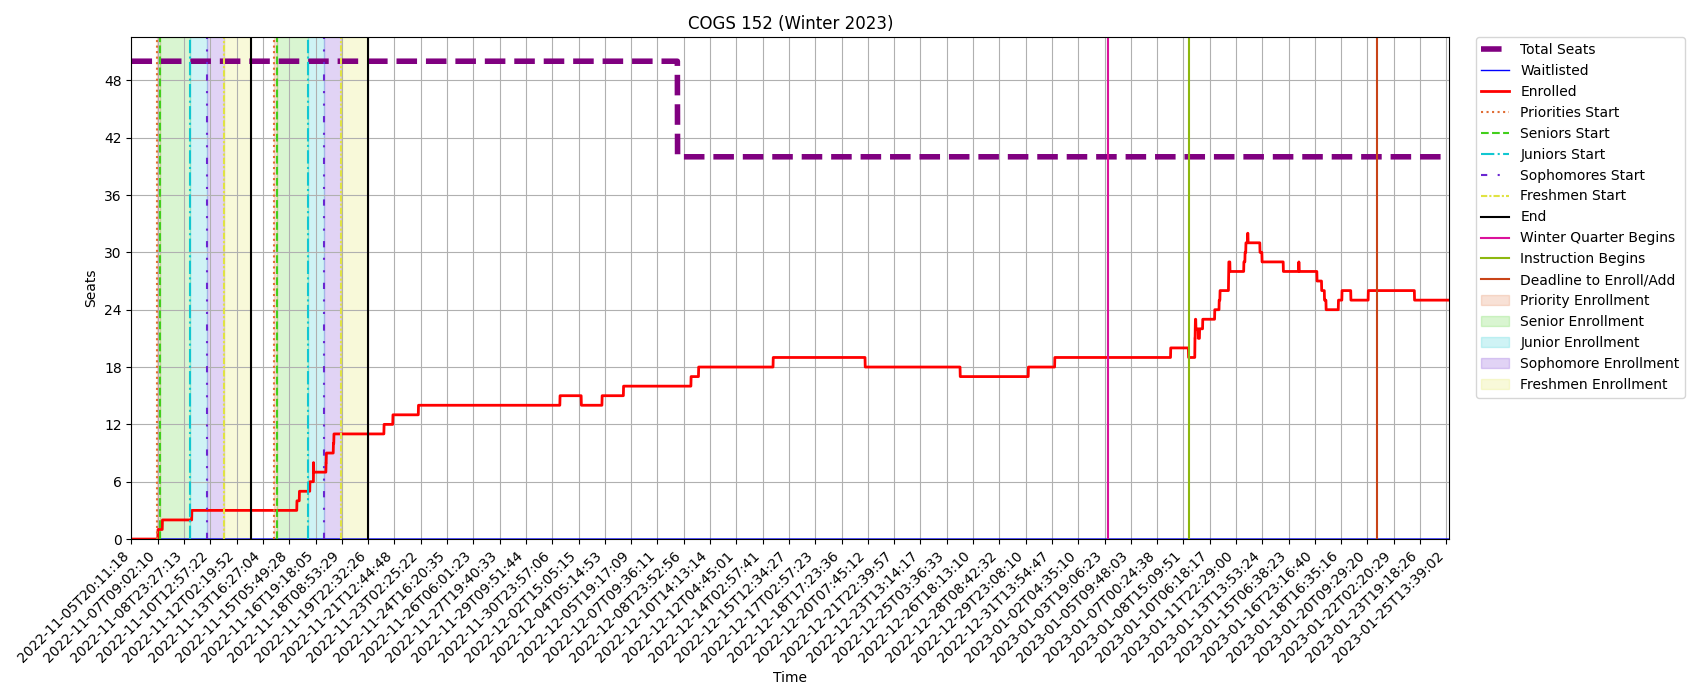 COGS 152 (Winter 2023)
Total Seats
Waitlisted
Enrolled
Priorities Start
Seniors Start
Juniors Start
Sophomores Start
Freshmen Start
End
Winter Quarter Begins
Instruction Begins
Deadline to Enroll/Add
Priority Enrollment
Senior Enrollment
Junior Enrollment
Sophomore Enrollment
Freshmen Enrollment
Seats
48
42
36
30
24
18
12
6
0
2022-11-05T20:11:18
2022-11-07T09:02:10
2022-11-08T23:27:13
2022-11-10T12:57:22
2022-11-12T02:19:52
2022-11-13T16:27:04
2022-11-15T05:49:28
2022-11-16T19:18:05
2022-11-18T08:53:29
2022-11-19T22:32:26
2022-11-21T12:44:48
2022-11-23T02:25:22
2022-11-24T16:20:35
2022-11-26T06:01:23
2022-11-27T19:40:33
2022-11-29T09:51:44
2022-11-30T23:57:06
2022-12-02T15:05:15
2022-12-04T05:14:53
2022-12-05T19:17:09
2022-12-07T09:36:11
2022-12-08T23:52:56
2022-12-10T14:13:14
2022-12-12T04:45:01
2022-12-14T02:57:41
2022-12-15T12:34:27
2022-12-17T02:57:23
2022-12-18T17:23:36
2022-12-20T07:45:12
2022-12-21T22:39:57
2022-12-23T13:14:17
2022-12-25T03:36:33
2022-12-26T18:13:10
2022-12-28T08:42:32
2022-12-29T23:08:10
2022-12-31T13:54:47
2023-01-02T04:35:10
2023-01-03T19:06:23
2023-01-05T09:48:03
2023-01-07T00:24:38
2023-01-08T15:09:51
2023-01-10T06:18:17
2023-01-11T22:29:00
2023-01-13T13:53:24
2023-01-15T06:38:23
2023-01-16T23:16:40
2023-01-18T16:35:16
2023-01-20T09:29:20
2023-01-22T02:20:29
2023-01-23T19:18:26
2023-01-25T13:39:02
Time